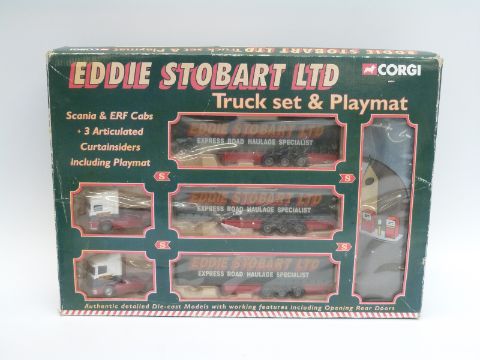 EDDIE STOBART LTD
CORGI
Truck set & Playmat
Scania & ERF Cabs
+ 3 Articulated
Curtainsiders
including Playmat
EDDIE STOBART LTD
EXPRESS ROAD HAULAGE SPECIALIST
S
S
EDDIE STOBART LTD
EXPRESS ROAD HAULAGE SPECIALIST
S
S
EDDIE STOBART LTD
EXPRESS ROAD HAULAGE SPECIALIST
Authentic detailed Die-cast Models with working features including Opening Rear Doors